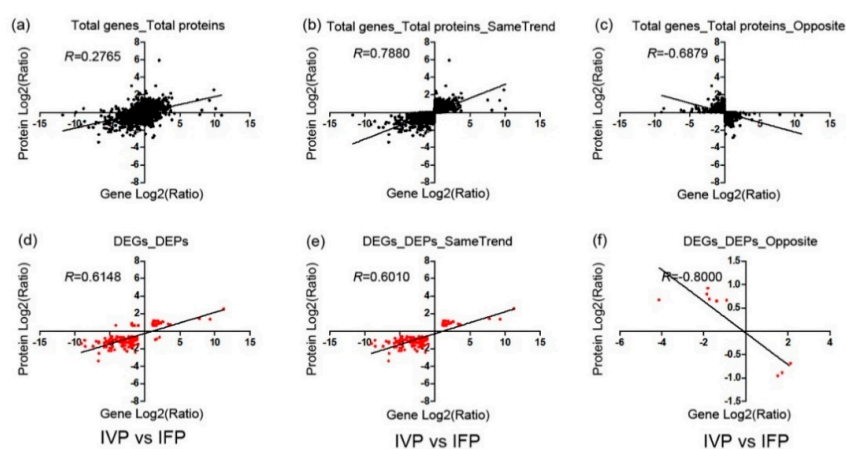 (a) Total genes_Total proteins
R=0.2765
Protein Log2(Ratio)
8
6
4
2
0
-2
-4
-6
-8
-15 -10 -5 5 10 15
Gene Log2(Ratio)
(b) Total genes_Total proteins_SameTrend
R=0.7880
Protein Log2(Ratio)
8
6
4
2
0
-2
-4
-6
-8
-15 -10 -5 5 10 15
Gene Log2(Ratio)
(c) Total genes_Total proteins_Opposite
R=-0.6879
Protein Log2(Ratio)
8
6
4
2
0
-2
-4
-6
-8
-15 -10 -5 5 10 15
Gene Log2(Ratio)
(d) DEGs_DEPs
R=0.6148
Protein Log2(Ratio)
8
6
4
2
0
-2
-4
-6
-8
-15 -10 -5 5 10 15
Gene Log2(Ratio)
IVP vs IFP
(e) DEGs_DEPs_SameTrend
R=0.6010
Protein Log2(Ratio)
8
6
4
2
0
-2
-4
-6
-8
-15 -10 -5 5 10 15
Gene Log2(Ratio)
IVP vs IFP
(f) DEGs_DEPs_Opposite
R=-0.8000
Protein Log2(Ratio)
1.5
1.0
0.5
-0.5
-1.0
-1.5
-6 -4 -2 2 4
Gene Log2(Ratio)
IVP vs IFP